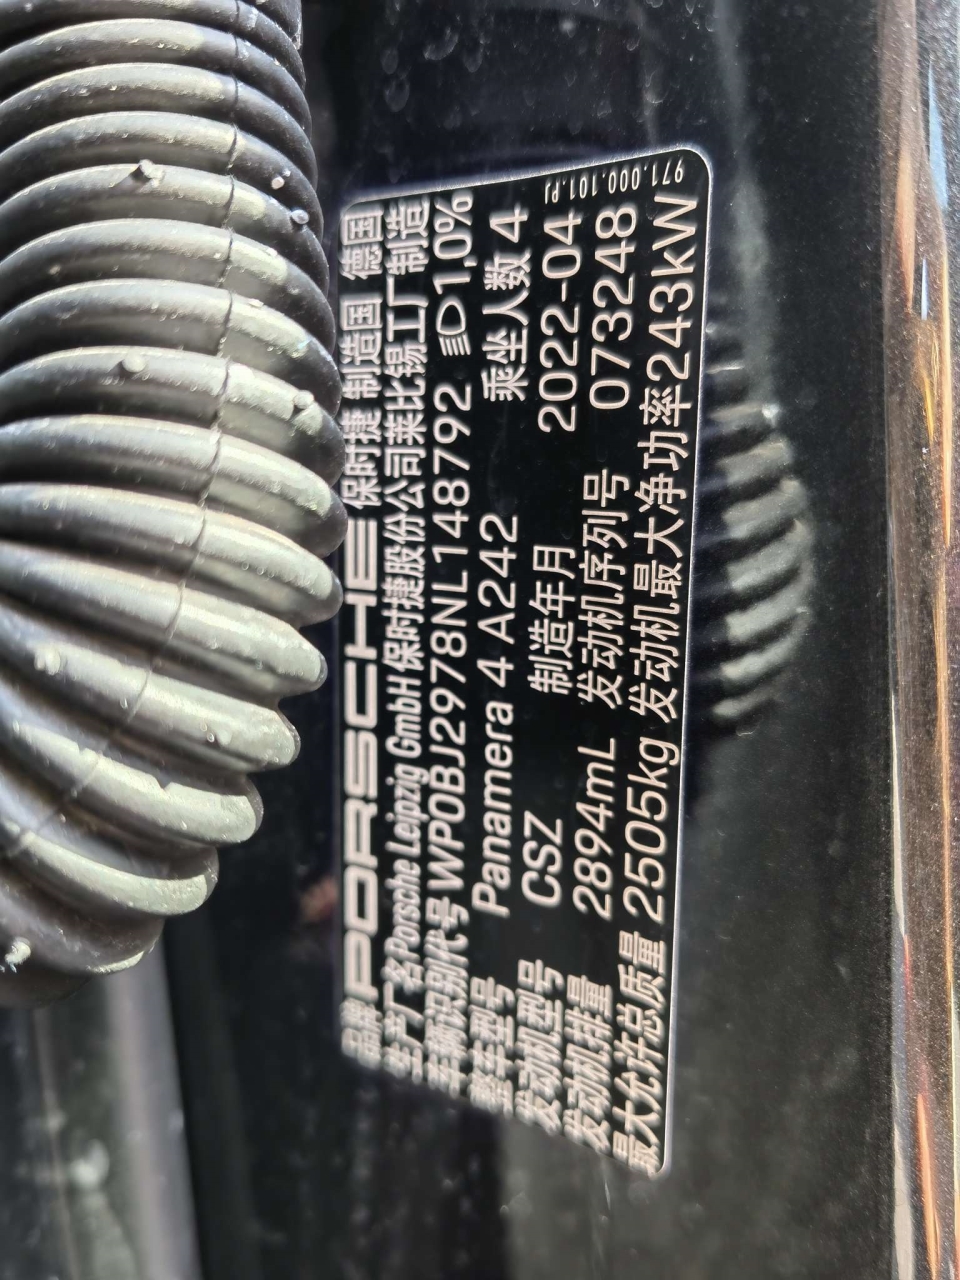 品牌 PORSCHE 保时捷 制造国 德国
生产厂名 Porsche Leipzig GmbH 保时捷股份公司莱比锡工厂制造
车辆识别代号 WP0BJ2978NL148792 1,0%
整车型号 Panamera 4 A242 乘坐人数 4
发动机型号 CSZ 制造年月 2022-04
发动机排量 2894mL 发动机序列号 073248
最大允许总质量 2505kg 发动机最大净功率 243kW
971.000.101.PJ